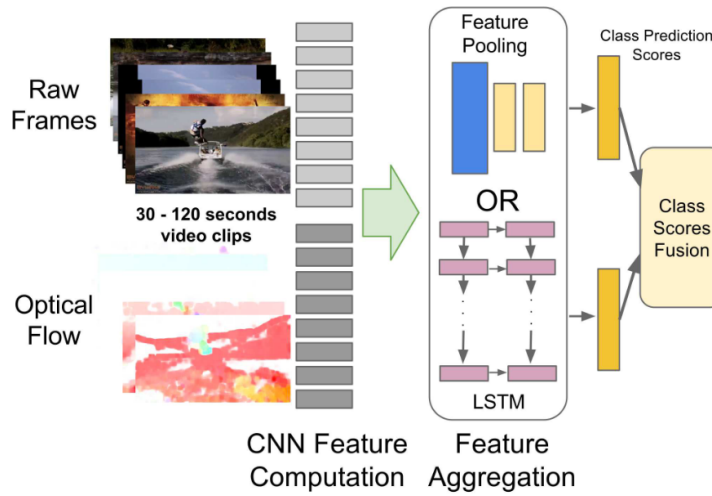 Raw
Frames
30 - 120 seconds
video clips
Optical
Flow
CNN Feature
Computation
Feature
Pooling
OR
LSTM
Feature
Aggregation
Class Prediction
Scores
Class
Scores
Fusion